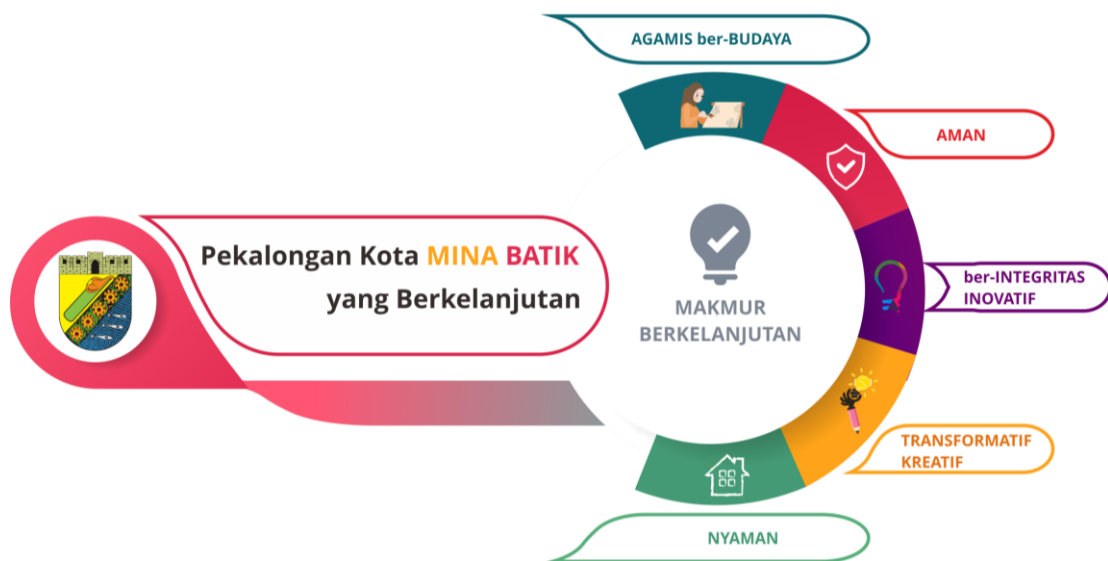 AGAMIS ber-BUDAYA
AMAN
Pekalongan Kota MINA BATIK
yang Berkelanjutan
MAKMUR
BERKELANJUTAN
ber-INTEGRITAS
INOVATIF
TRANSFORMATIF
KREATIF
NYAMAN